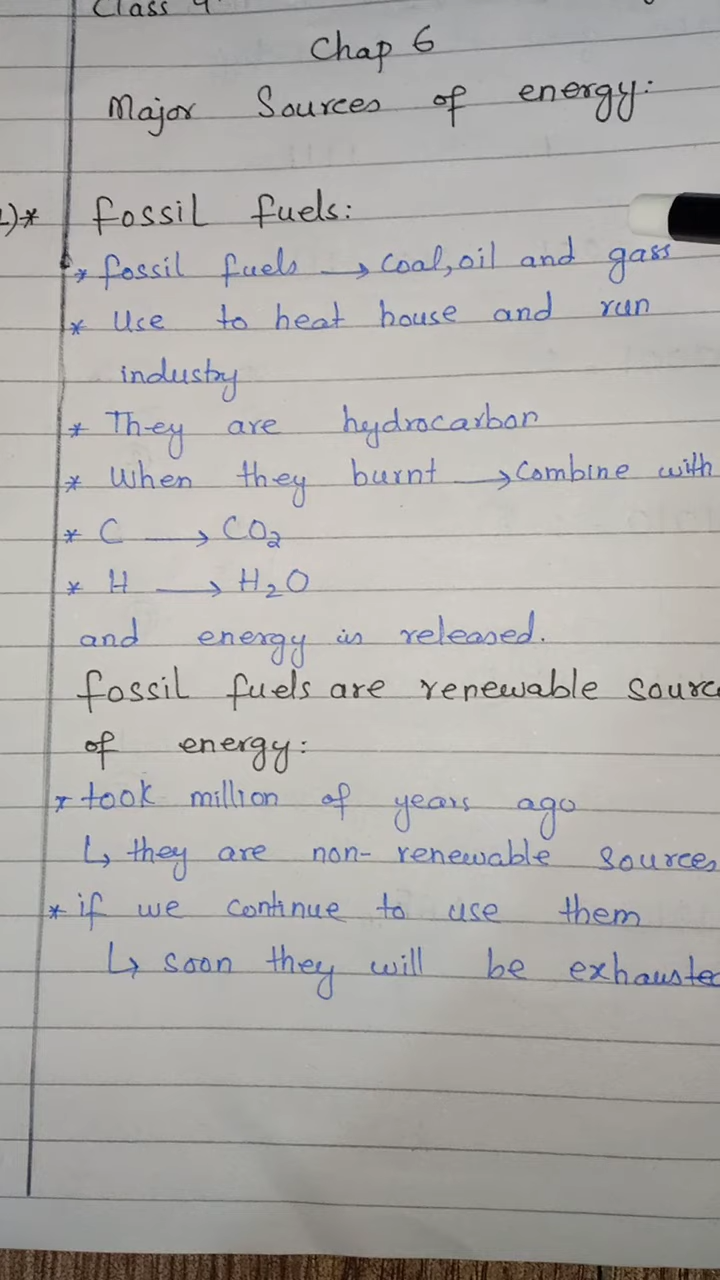 Class 9
Chap 6
Major Sources of energy:
* fossil fuels:
* fossil fuels → coal, oil and gass
* Use to heat house and run
industry
* They are hydrocarbon
* When they burnt → Combine with
* C → CO₂
* H → H₂O
and energy is released.
fossil fuels are renewable sourc
of energy:
* took million of years ago
↳ they are non-renewable sources
* if we continue to use them
↳ soon they will be exhausted